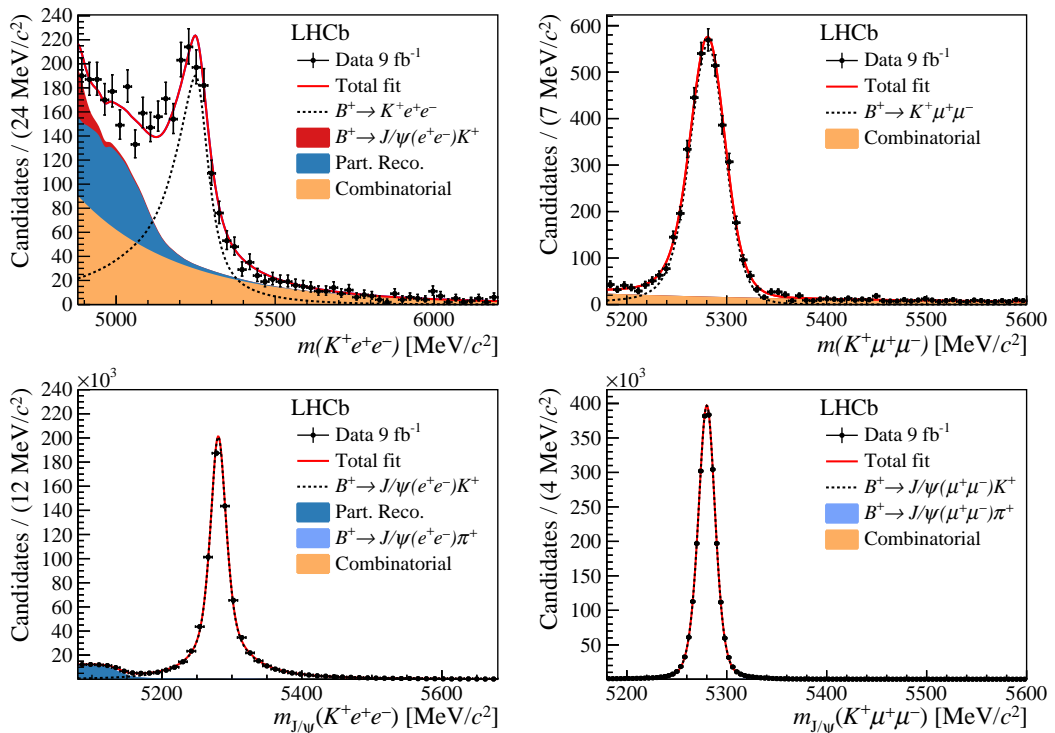 Candidates / (24 MeV/c²)
240
220
200
180
160
140
120
100
80
60
40
20
0
LHCb
Data 9 fb⁻¹
Total fit
B⁺→ K⁺e⁺e⁻
B⁺→ J/ψ(e⁺e⁻)K⁺
Part. Reco.
Combinatorial
5000 5500 6000
m(K⁺e⁺e⁻) [MeV/c²]
Candidates / (7 MeV/c²)
600
500
400
300
200
100
0
LHCb
Data 9 fb⁻¹
Total fit
B⁺→ K⁺μ⁺μ⁻
Combinatorial
5200 5300 5400 5500 5600
m(K⁺μ⁺μ⁻) [MeV/c²]
×10³
Candidates / (12 MeV/c²)
240
220
200
180
160
140
120
100
80
60
40
20
LHCb
Data 9 fb⁻¹
Total fit
B⁺→ J/ψ(e⁺e⁻)K⁺
Part. Reco.
B⁺→ J/ψ(e⁺e⁻)π⁺
Combinatorial
5200 5400 5600
m_J/ψ(K⁺e⁺e⁻) [MeV/c²]
×10³
Candidates / (4 MeV/c²)
400
350
300
250
200
150
100
50
LHCb
Data 9 fb⁻¹
Total fit
B⁺→ J/ψ(μ⁺μ⁻)K⁺
B⁺→ J/ψ(μ⁺μ⁻)π⁺
Combinatorial
5200 5300 5400 5500 5600
m_J/ψ(K⁺μ⁺μ⁻) [MeV/c²]